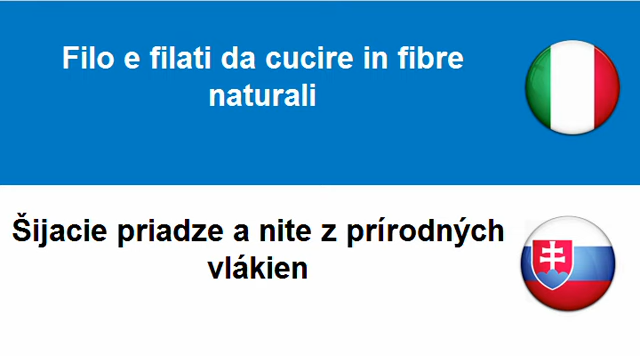 Filo e filati da cucire in fibre
naturali
Šijacie priadze a nite z prírodných
vlákien